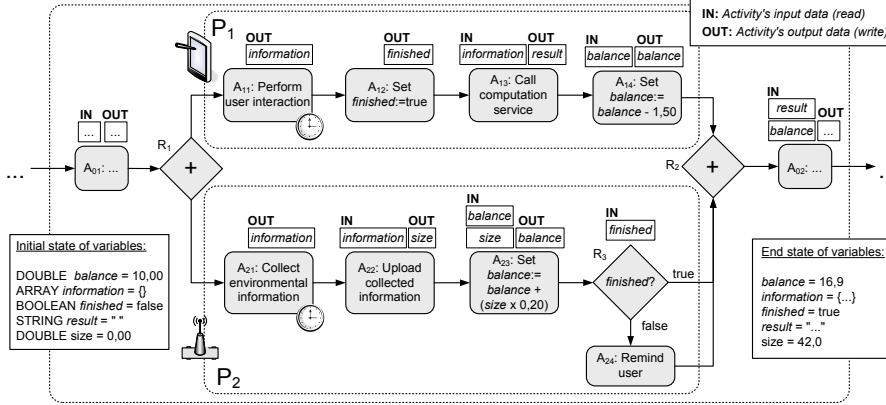 P1
IN: Activity's input data (read)
OUT: Activity's output data (write)
OUT
information
A11: Perform
user interaction
OUT
finished
A12: Set
finished:=true
IN OUT
information result
A13: Call
computation
service
IN OUT
balance balance
A14: Set
balance:=
balance - 1,50
...
IN OUT
... ...
A01: ...
R1
+
R2
+
IN
result OUT
balance ...
A02: ...
...
Initial state of variables:
DOUBLE balance = 10,00
ARRAY information = {}
BOOLEAN finished = false
STRING result = " "
DOUBLE size = 0,00
OUT
information
A21: Collect
environmental
information
IN OUT
information size
A22: Upload
collected
information
IN
balance OUT
size balance
A23: Set
balance:=
balance +
(size x 0,20)
IN
finished
R3
finished?
true
false
A24: Remind
user
P2
End state of variables:
balance = 16,9
information = {...}
finished = true
result = "..."
size = 42,0